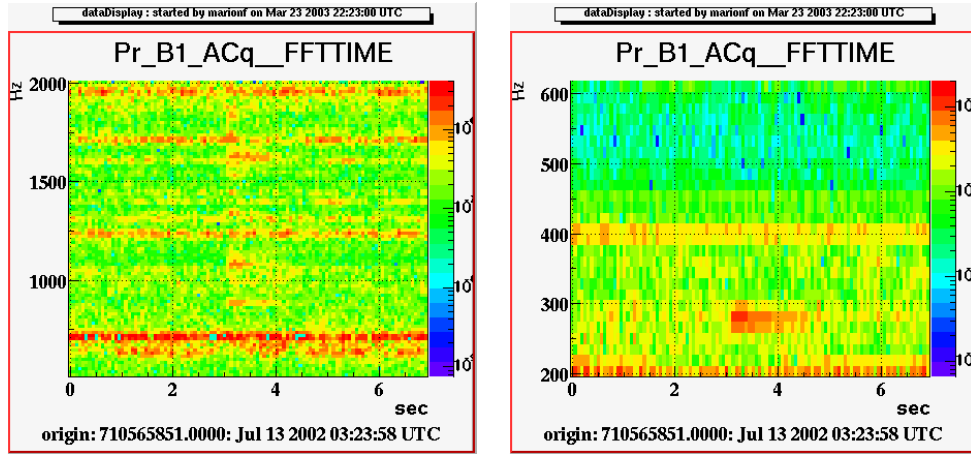 dataDisplay : started by marionf on Mar 23 2003 22:23:00 UTC
Pr_B1_ACq__FFTTIME
Hz
2000
1500
1000
0 2 4 6
sec
origin: 710565851.0000: Jul 13 2002 03:23:58 UTC
dataDisplay : started by marionf on Mar 23 2003 22:23:00 UTC
Pr_B1_ACq__FFTTIME
Hz
600
500
400
300
200
0 2 4 6
sec
origin: 710565851.0000: Jul 13 2002 03:23:58 UTC